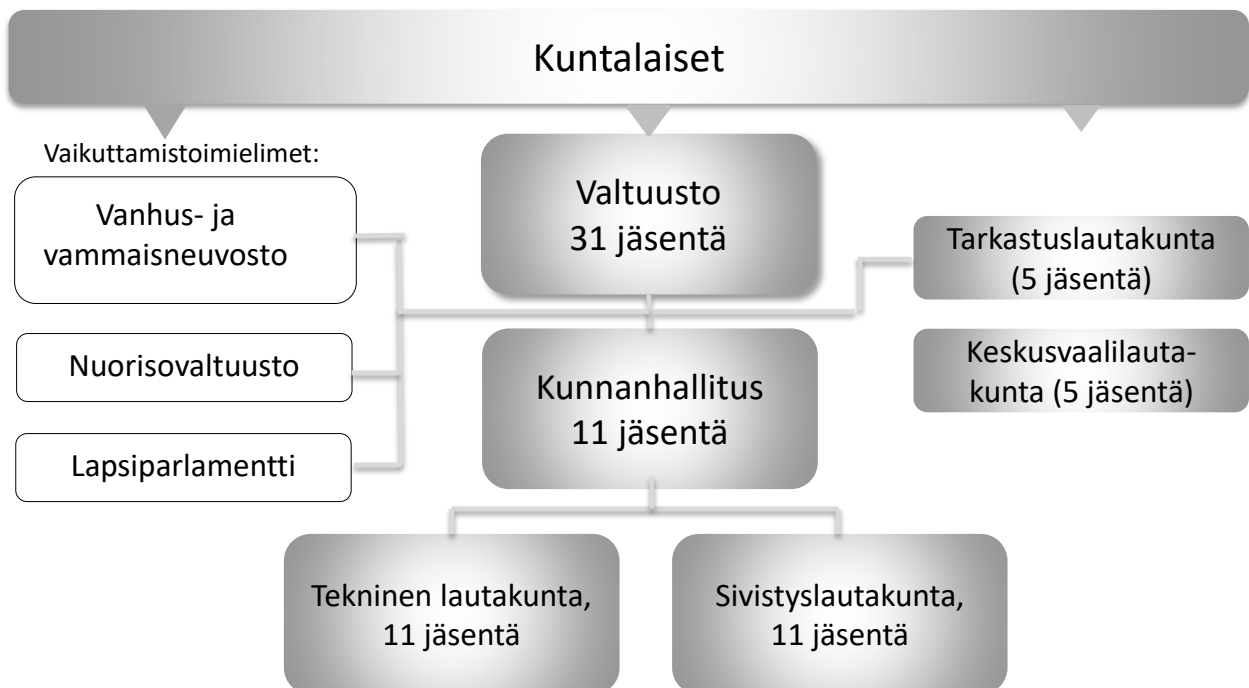 Kuntalaiset
Vaikuttamistoimielimet:
Vanhus- ja
vammaisneuvosto
Nuorisovaltuusto
Lapsiparlamentti
Valtuusto
31 jäsentä
Kunnanhallitus
11 jäsentä
Tarkastuslautakunta
(5 jäsentä)
Keskusvaalilauta-
kunta (5 jäsentä)
Tekninen lautakunta,
11 jäsentä
Sivistyslautakunta,
11 jäsentä